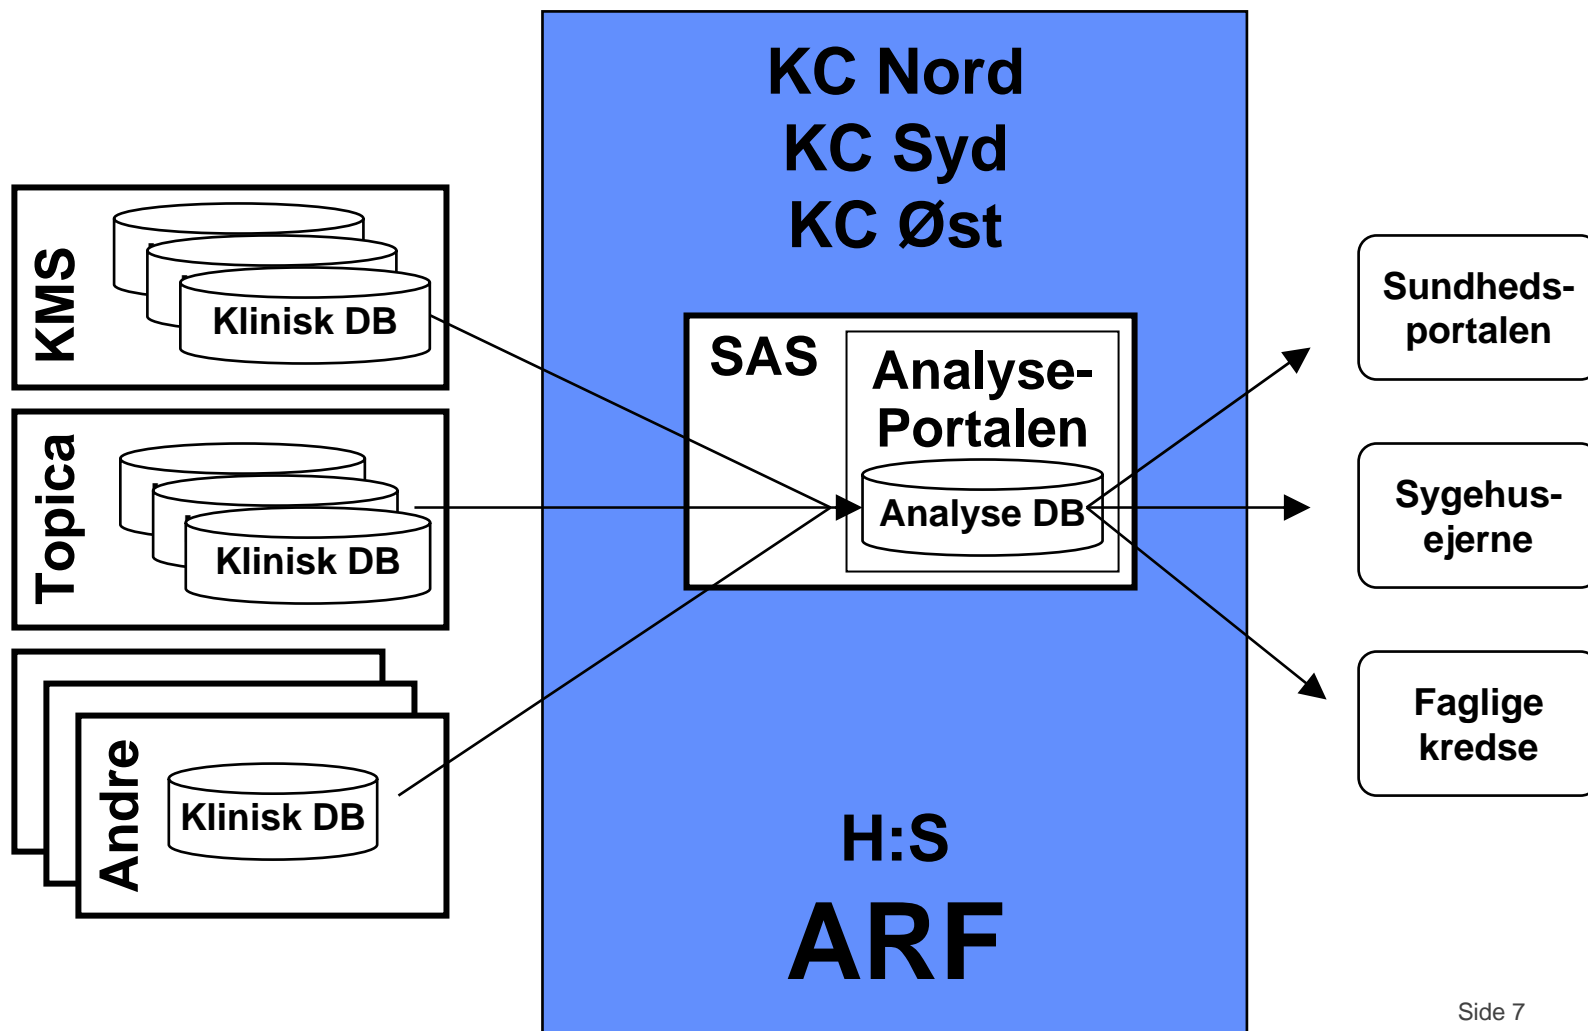 KC Nord
KC Syd
KC Øst
KMS
Klinisk DB
Topica
Klinisk DB
Andre
Klinisk DB
SAS
Analyse-
Portalen
Analyse DB
Sundheds-
portalen
Sygehus-
ejerne
Faglige
kredse
H:S
ARF
Side 7